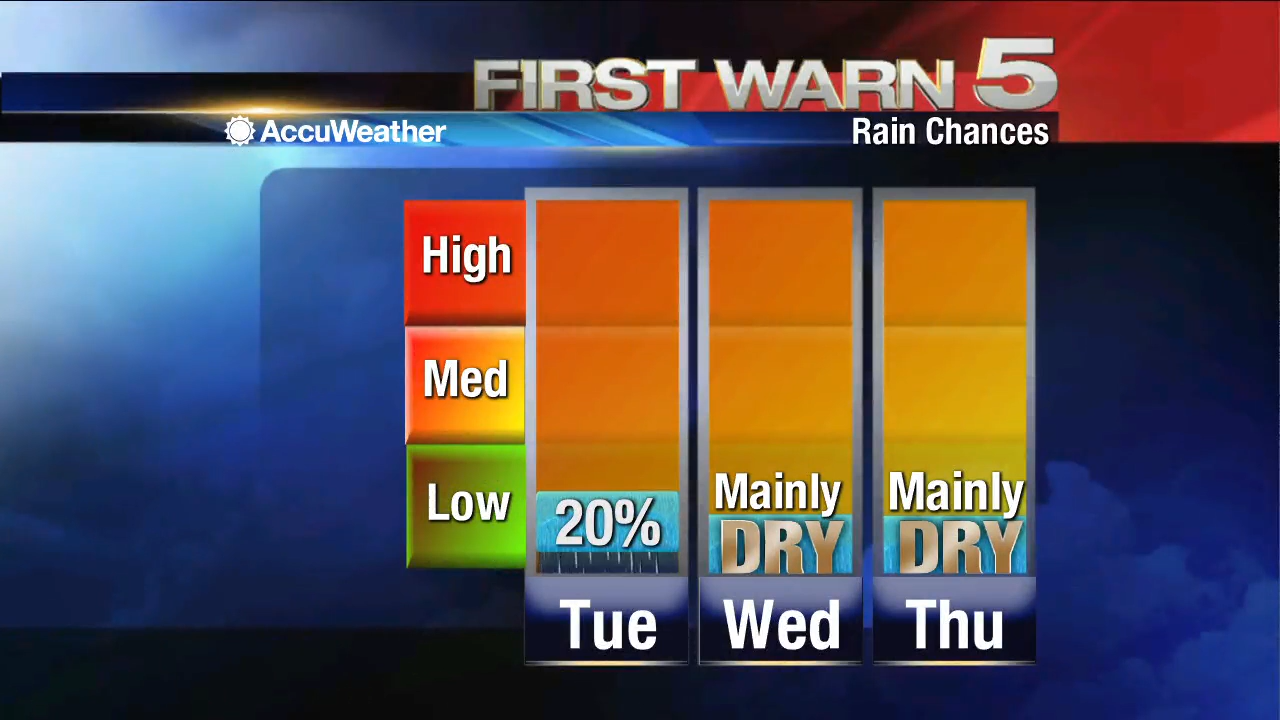 FIRST WARN 5
AccuWeather
Rain Chances
High
Med
Low
20%
Mainly
DRY
Mainly
DRY
Tue
Wed
Thu